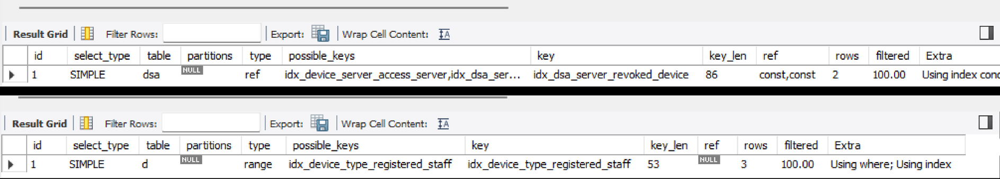 Result Grid Filter Rows: Export: Wrap Cell Content: IA
id select_type table partitions type possible_keys key key_len ref rows filtered Extra
1 SIMPLE dsa NULL ref idx_device_server_access_server,idx_dsa_ser... idx_dsa_server_revoked_device 86 const,const 2 100.00 Using index cond
Result Grid Filter Rows: Export: Wrap Cell Content: IA
id select_type table partitions type possible_keys key key_len ref rows filtered Extra
1 SIMPLE d NULL range idx_device_type_registered_staff idx_device_type_registered_staff 53 NULL 3 100.00 Using where; Using index